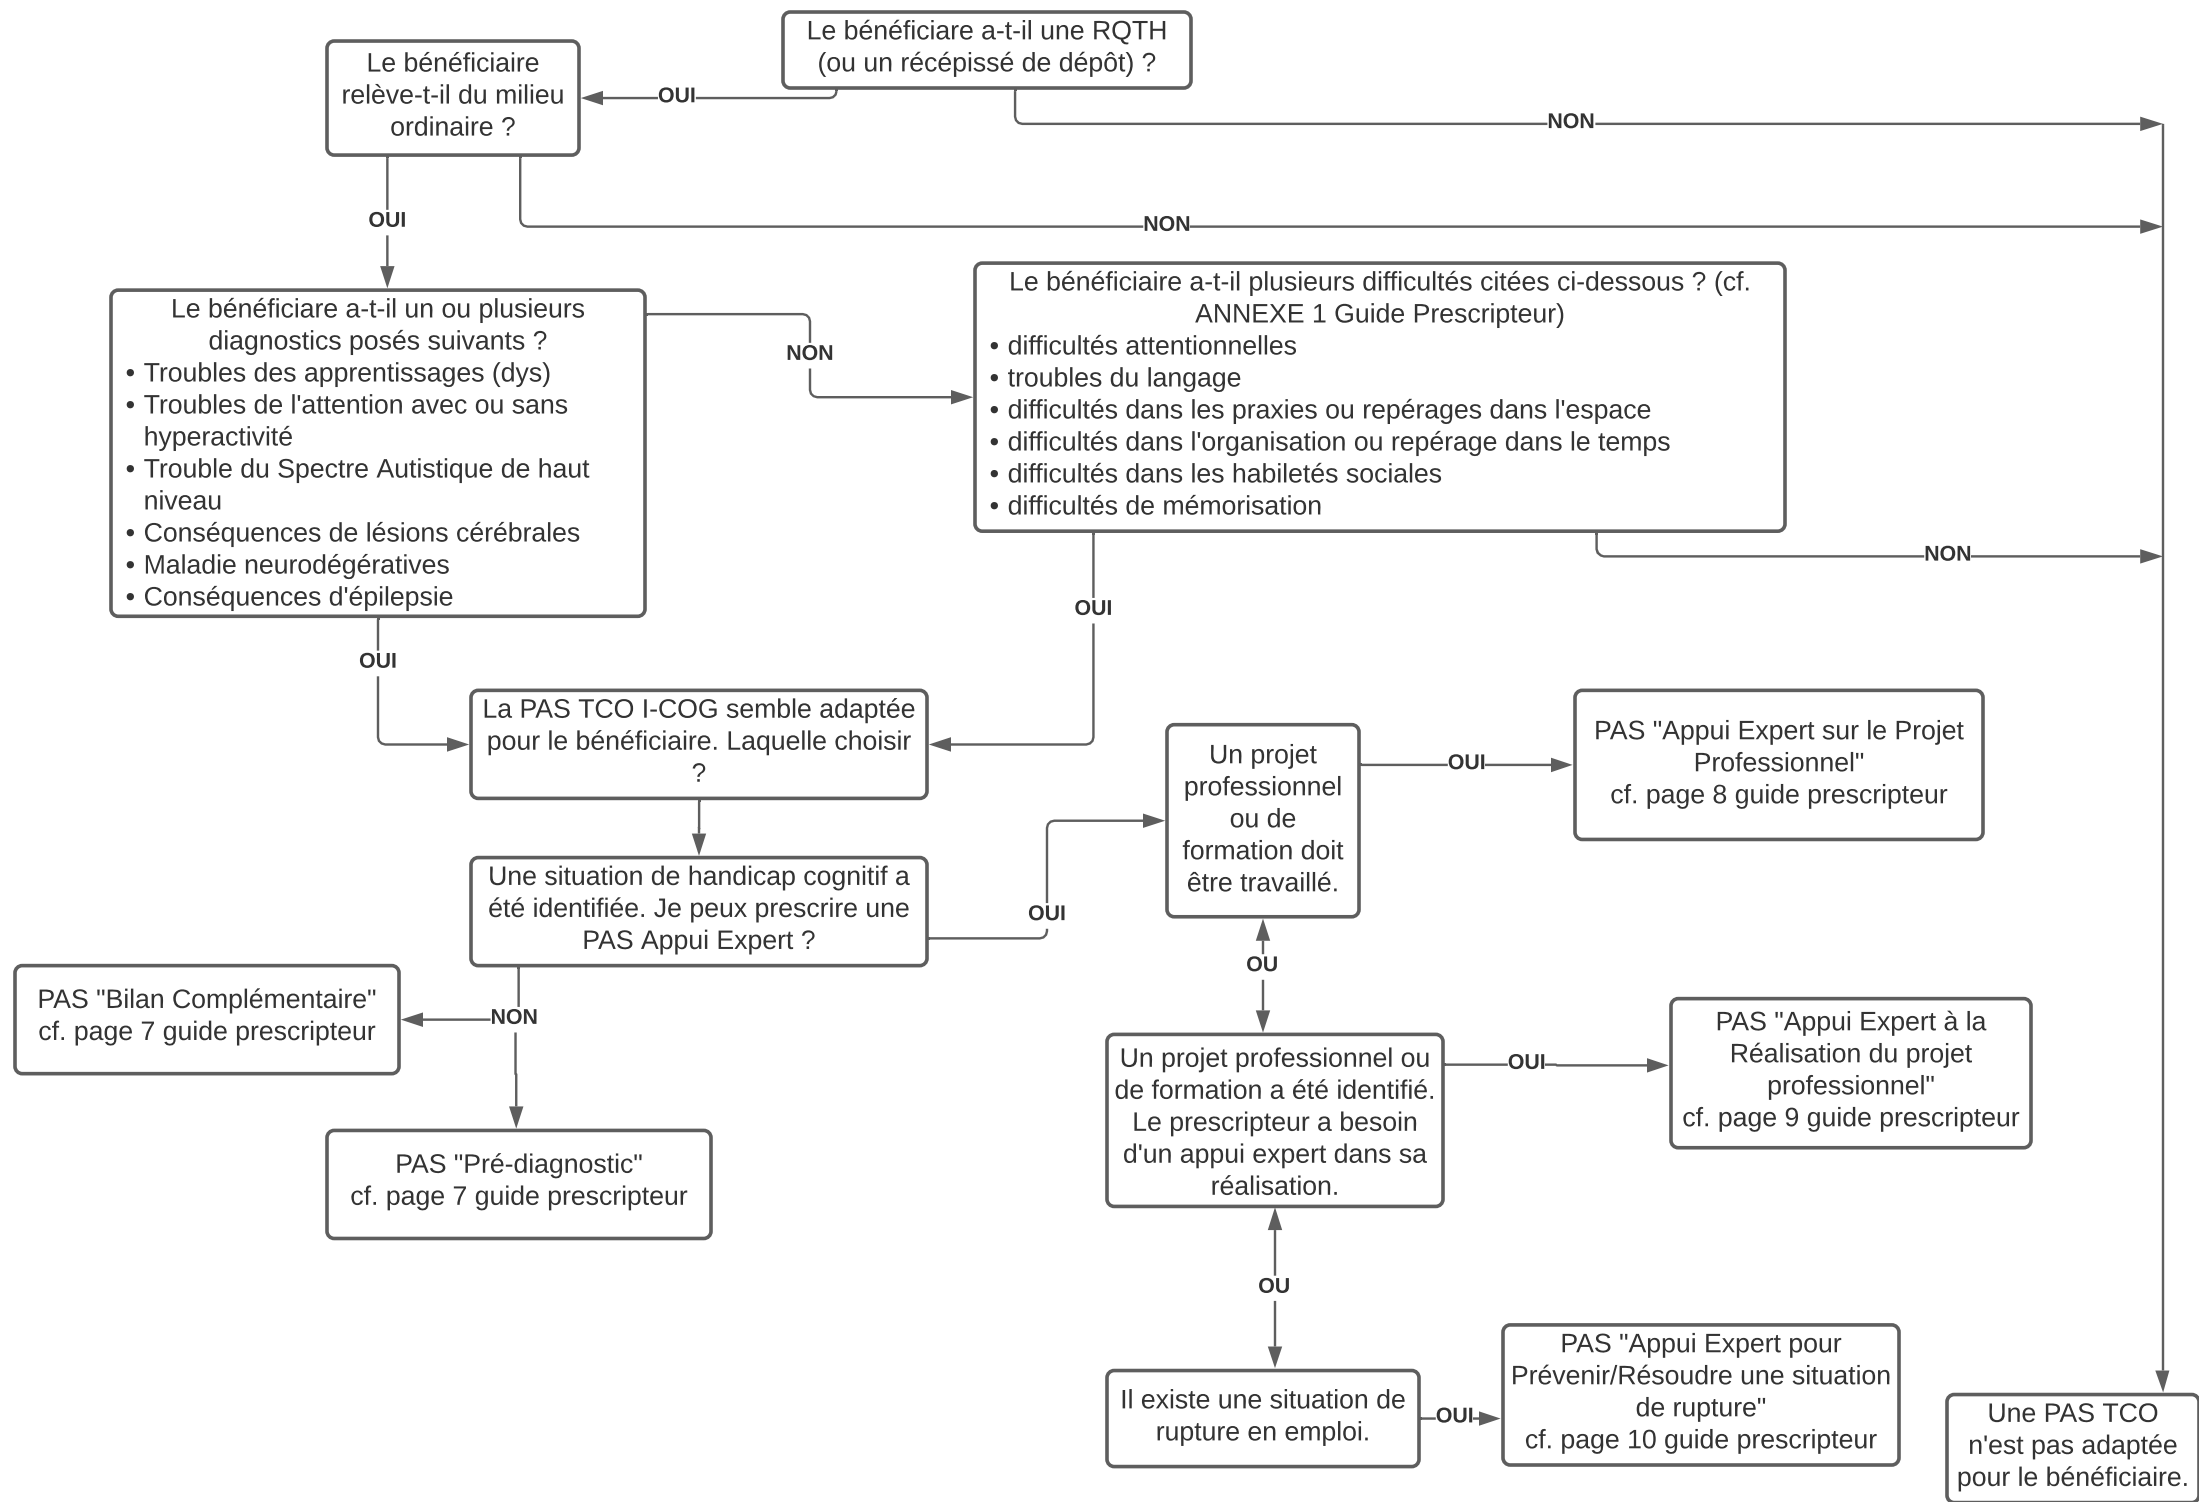 Le bénéficiare a-t-il une RQTH
(ou un récépissé de dépôt) ?
Le bénéficiaire
relève-t-il du milieu
ordinaire ?
OUI
NON
OUI
NON
Le bénéficiare a-t-il un ou plusieurs
diagnostics posés suivants ?
• Troubles des apprentissages (dys)
• Troubles de l'attention avec ou sans
hyperactivité
• Trouble du Spectre Autistique de haut
niveau
• Conséquences de lésions cérébrales
• Maladie neurodégératives
• Conséquences d'épilepsie
NON
Le bénéficiaire a-t-il plusieurs difficultés citées ci-dessous ? (cf.
ANNEXE 1 Guide Prescripteur)
• difficultés attentionnelles
• troubles du langage
• difficultés dans les praxies ou repérages dans l'espace
• difficultés dans l'organisation ou repérage dans le temps
• difficultés dans les habiletés sociales
• difficultés de mémorisation
NON
OUI
OUI
La PAS TCO I-COG semble adaptée
pour le bénéficiaire. Laquelle choisir
?
Une situation de handicap cognitif a
été identifiée. Je peux prescrire une
PAS Appui Expert ?
OUI
NON
PAS "Bilan Complémentaire"
cf. page 7 guide prescripteur
PAS "Pré-diagnostic"
cf. page 7 guide prescripteur
Un projet
professionnel
ou de
formation doit
être travaillé.
OUI
PAS "Appui Expert sur le Projet
Professionnel"
cf. page 8 guide prescripteur
OU
Un projet professionnel ou
de formation a été identifié.
Le prescripteur a besoin
d'un appui expert dans sa
réalisation.
OUI
PAS "Appui Expert à la
Réalisation du projet
professionnel"
cf. page 9 guide prescripteur
OU
Il existe une situation de
rupture en emploi.
OUI
PAS "Appui Expert pour
Prévenir/Résoudre une situation
de rupture"
cf. page 10 guide prescripteur
Une PAS TCO
n'est pas adaptée
pour le bénéficiaire.